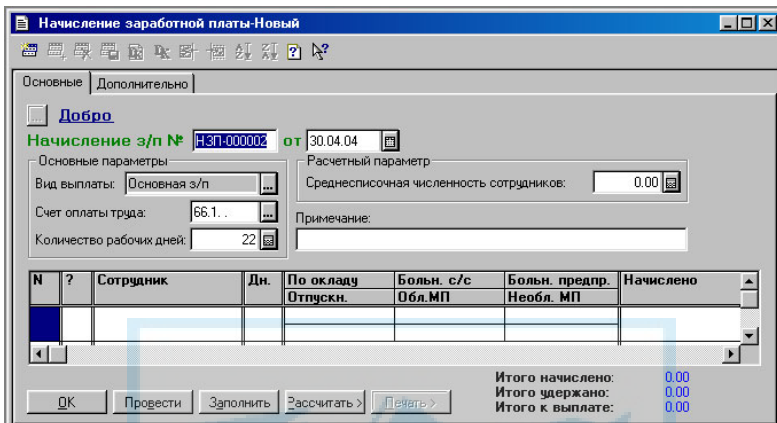 Начисление заработной платы-Новый
Основные Дополнительно
... Добро
Начисление з/п № НЗП-000002 от 30.04.04
Основные параметры
Расчетный параметр
Вид выплаты: Основная з/п ...
Среднесписочная численность сотрудников: 0.00
Счет оплаты труда: 66.1. . ...
Примечание:
Количество рабочих дней: 22
N ? Сотрудник Дн. По окладу Больн. с/с Больн. предпр. Начислено
Отпускн. Обл.МП Необл. МП
Итого начислено: 0.00
Итого удержано: 0.00
Итого к выплате: 0.00
OK Провести Заполнить Рассчитать > Печать >